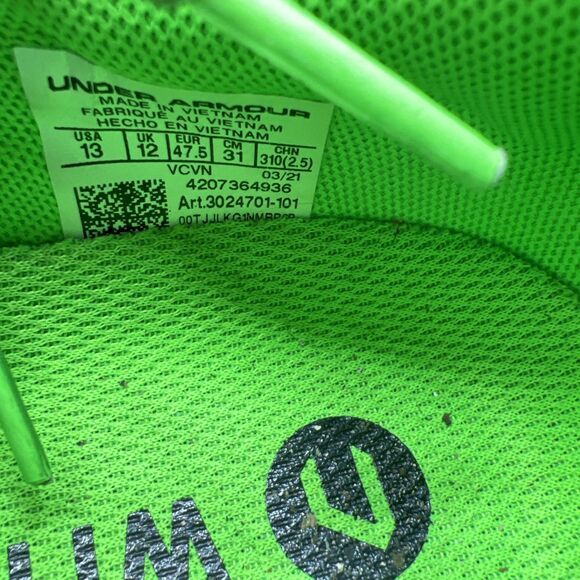 UNDER ARMOUR
MADE IN VIETNAM
FABRIQUÉ AU VIETNAM
HECHO EN VIETNAM
USA UK EUR CM CHN
13 12 47.5 31 310(2.5)
VCVN 03/21
4207364936
Art.3024701-101